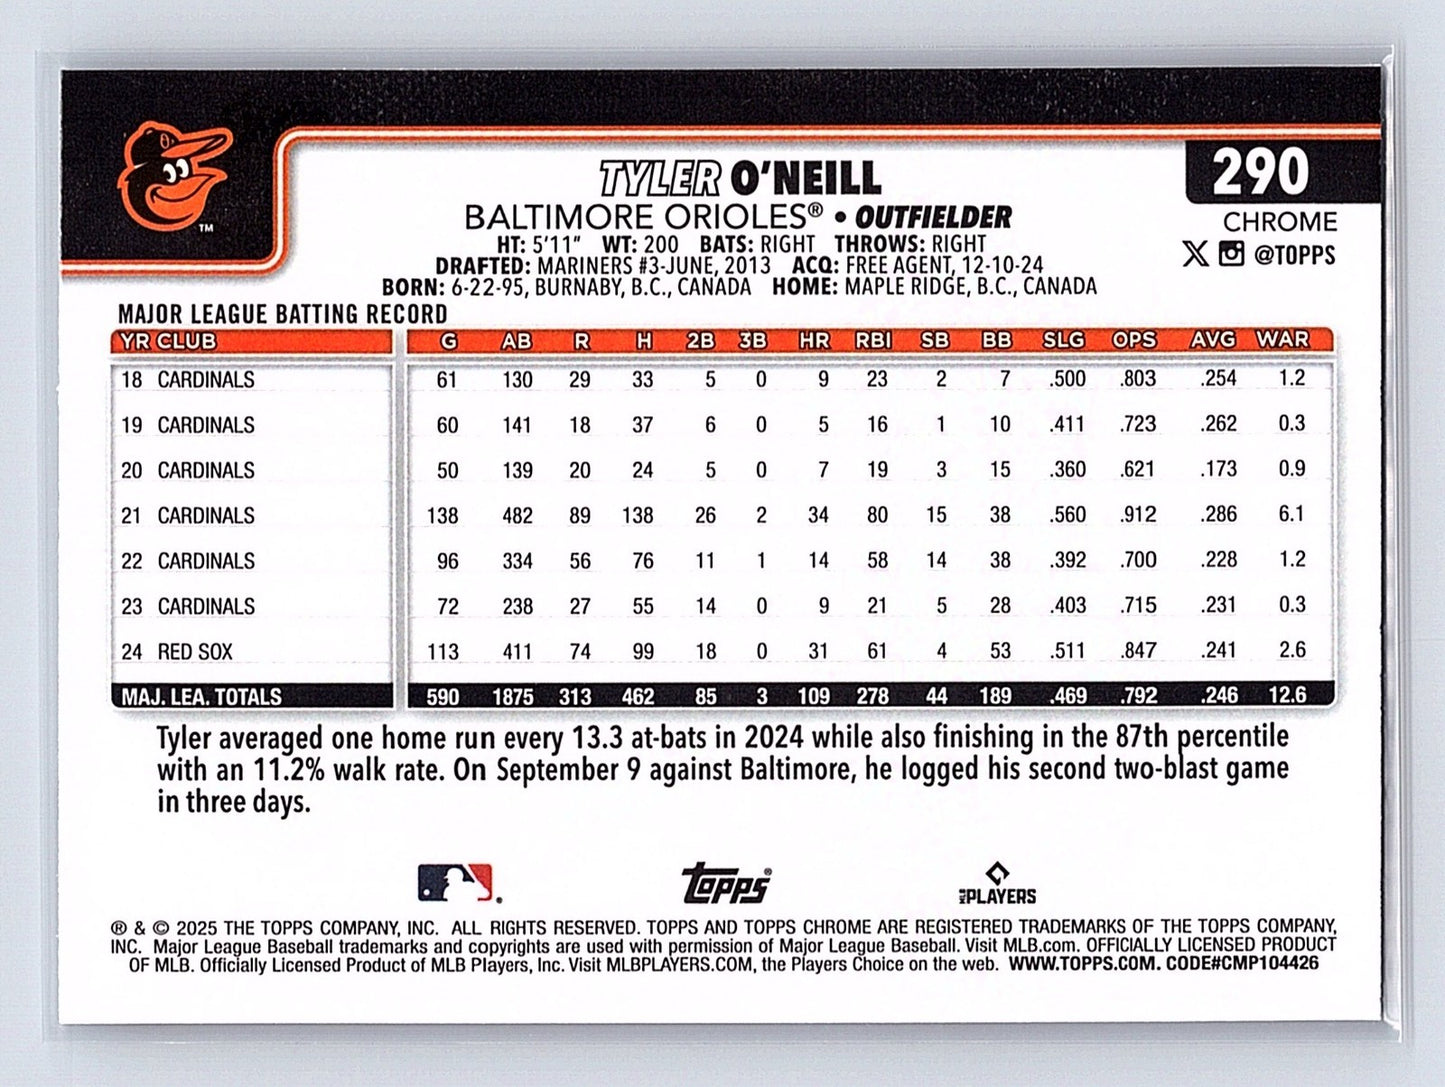 290
TYLER O'NEILL
BALTIMORE ORIOLES® • OUTFIELDER
CHROME
HT: 5'11" WT: 200 BATS: RIGHT THROWS: RIGHT
@TOPPS
DRAFTED: MARINERS #3-JUNE, 2013 ACQ: FREE AGENT, 12-10-24
BORN: 6-22-95, BURNABY, B.C., CANADA HOME: MAPLE RIDGE, B.C., CANADA
TM
MAJOR LEAGUE BATTING RECORD
YR CLUB G AB R H 2B 3B HR RBI SB BB SLG OPS AVG WAR
18 CARDINALS 61 130 29 33 5 0 9 23 2 7 .500 .803 .254 1.2
19 CARDINALS 60 141 18 37 6 0 5 16 1 10 .411 .723 .262 0.3
20 CARDINALS 50 139 20 24 5 0 7 19 3 15 .360 .621 .173 0.9
21 CARDINALS 138 482 89 138 26 2 34 80 15 38 .560 .912 .286 6.1
22 CARDINALS 96 334 56 76 11 1 14 58 14 38 .392 .700 .228 1.2
23 CARDINALS 72 238 27 55 14 0 9 21 5 28 .403 .715 .231 0.3
24 RED SOX 113 411 74 99 18 0 31 61 4 53 .511 .847 .241 2.6
MAJ. LEA. TOTALS 590 1875 313 462 85 3 109 278 44 189 .469 .792 .246 12.6
Tyler averaged one home run every 13.3 at-bats in 2024 while also finishing in the 87th percentile
with an 11.2% walk rate. On September 9 against Baltimore, he logged his second two-blast game
in three days.
Topps®
MLB PLAYERS
® & © 2025 THE TOPPS COMPANY, INC. ALL RIGHTS RESERVED. TOPPS AND TOPPS CHROME ARE REGISTERED TRADEMARKS OF THE TOPPS COMPANY,
INC. Major League Baseball trademarks and copyrights are used with permission of Major League Baseball. Visit MLB.com. OFFICIALLY LICENSED PRODUCT
OF MLB. Officially Licensed Product of MLB Players, Inc. Visit MLBPLAYERS.COM, the Players Choice on the web. WWW.TOPPS.COM. CODE#CMP104426